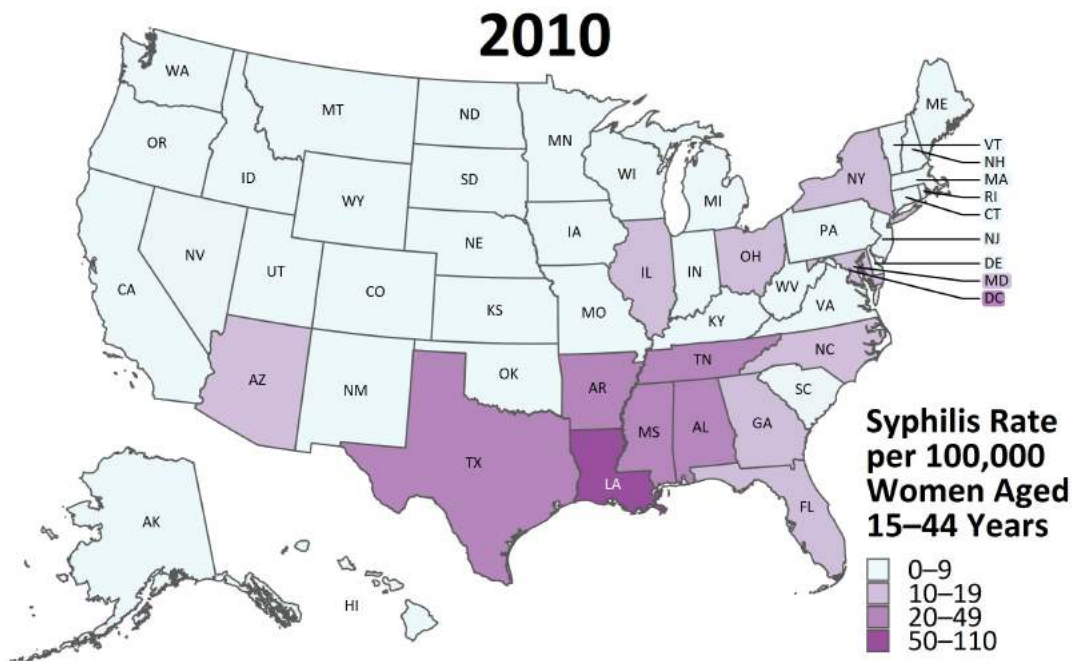 2010
WA
MT
ND
MN
ME
OR
ID
SD
WI
MI
NY
VT
NH
MA
RI
CT
WY
NJ
NV
UT
CO
NE
IA
IL
IN
OH
PA
DE
MD
DC
CA
KS
MO
KY
WV
VA
AZ
NM
OK
AR
TN
NC
SC
TX
LA
MS
AL
GA
FL
AK
HI
Syphilis Rate
per 100,000
Women Aged
15–44 Years
0–9
10–19
20–49
50–110